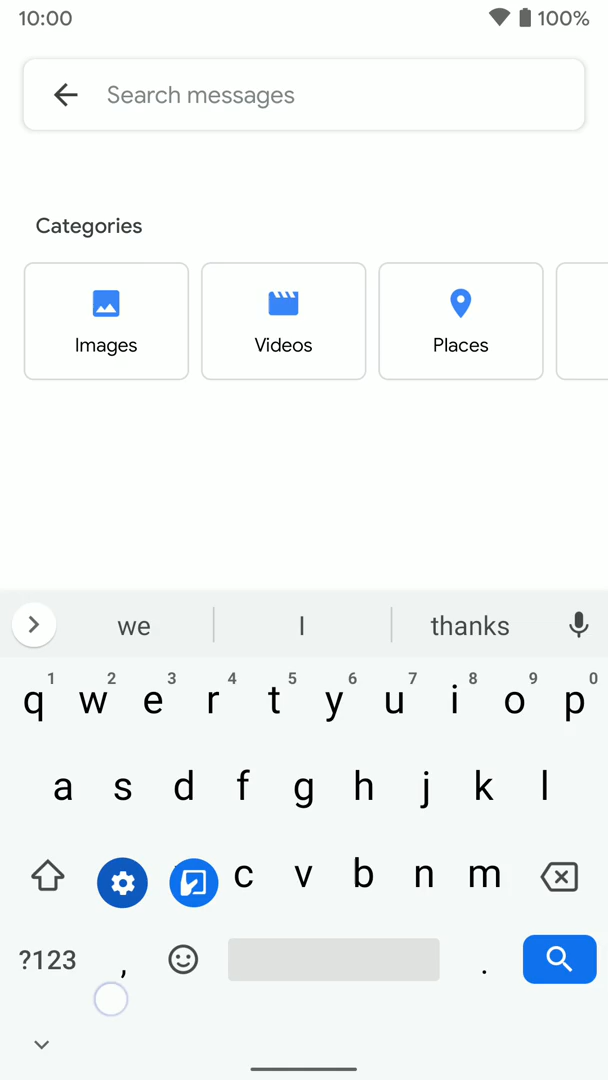 10:00 100%
Search messages
Categories
Images Videos Places
we I thanks
1 2 3 4 5 6 7 8 9 0
q w e r t y u i o p
a s d f g h j k l
c v b n m
?123 , .